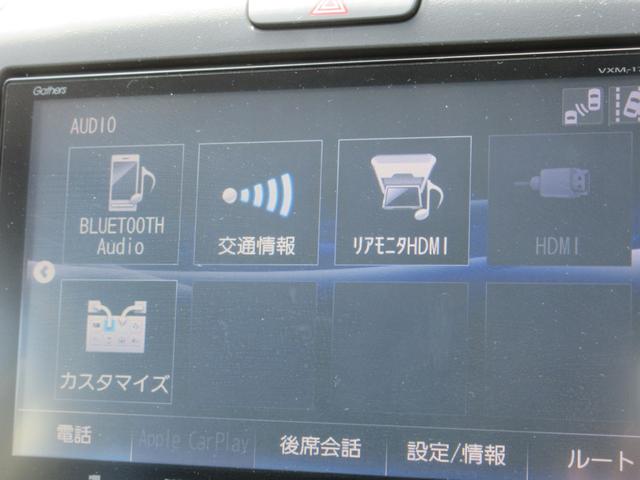 Gathers
VXM-1
AUDIO
BLUETOOTH
Audio
交通情報
リアモニタHDMI
HDMI
カスタマイズ
電話
Apple CarPlay
後席会話
設定/情報
ルート